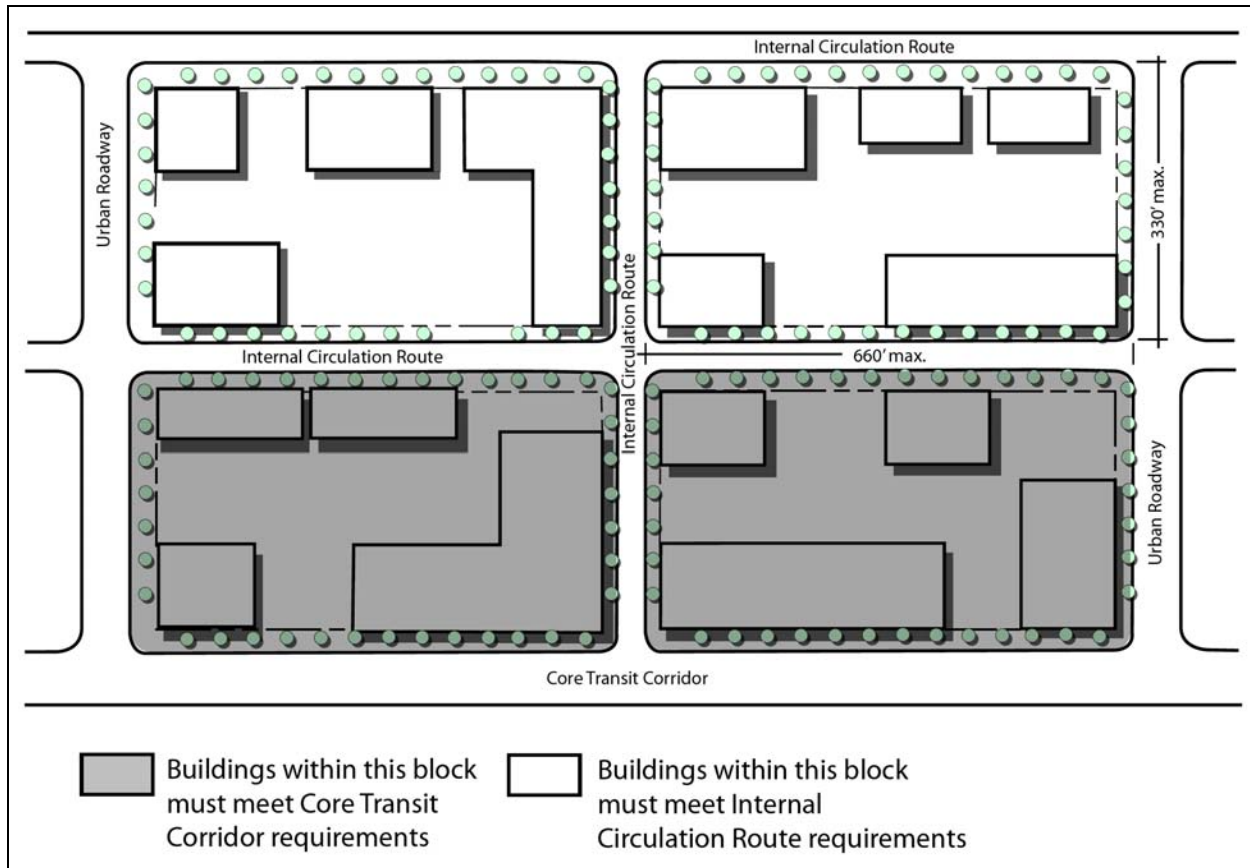 Internal Circulation Route
Urban Roadway
330' max.
Internal Circulation Route
Internal Circulation Route
660' max.
Urban Roadway
Core Transit Corridor
Buildings within this block
must meet Core Transit
Corridor requirements
Buildings within this block
must meet Internal
Circulation Route requirements